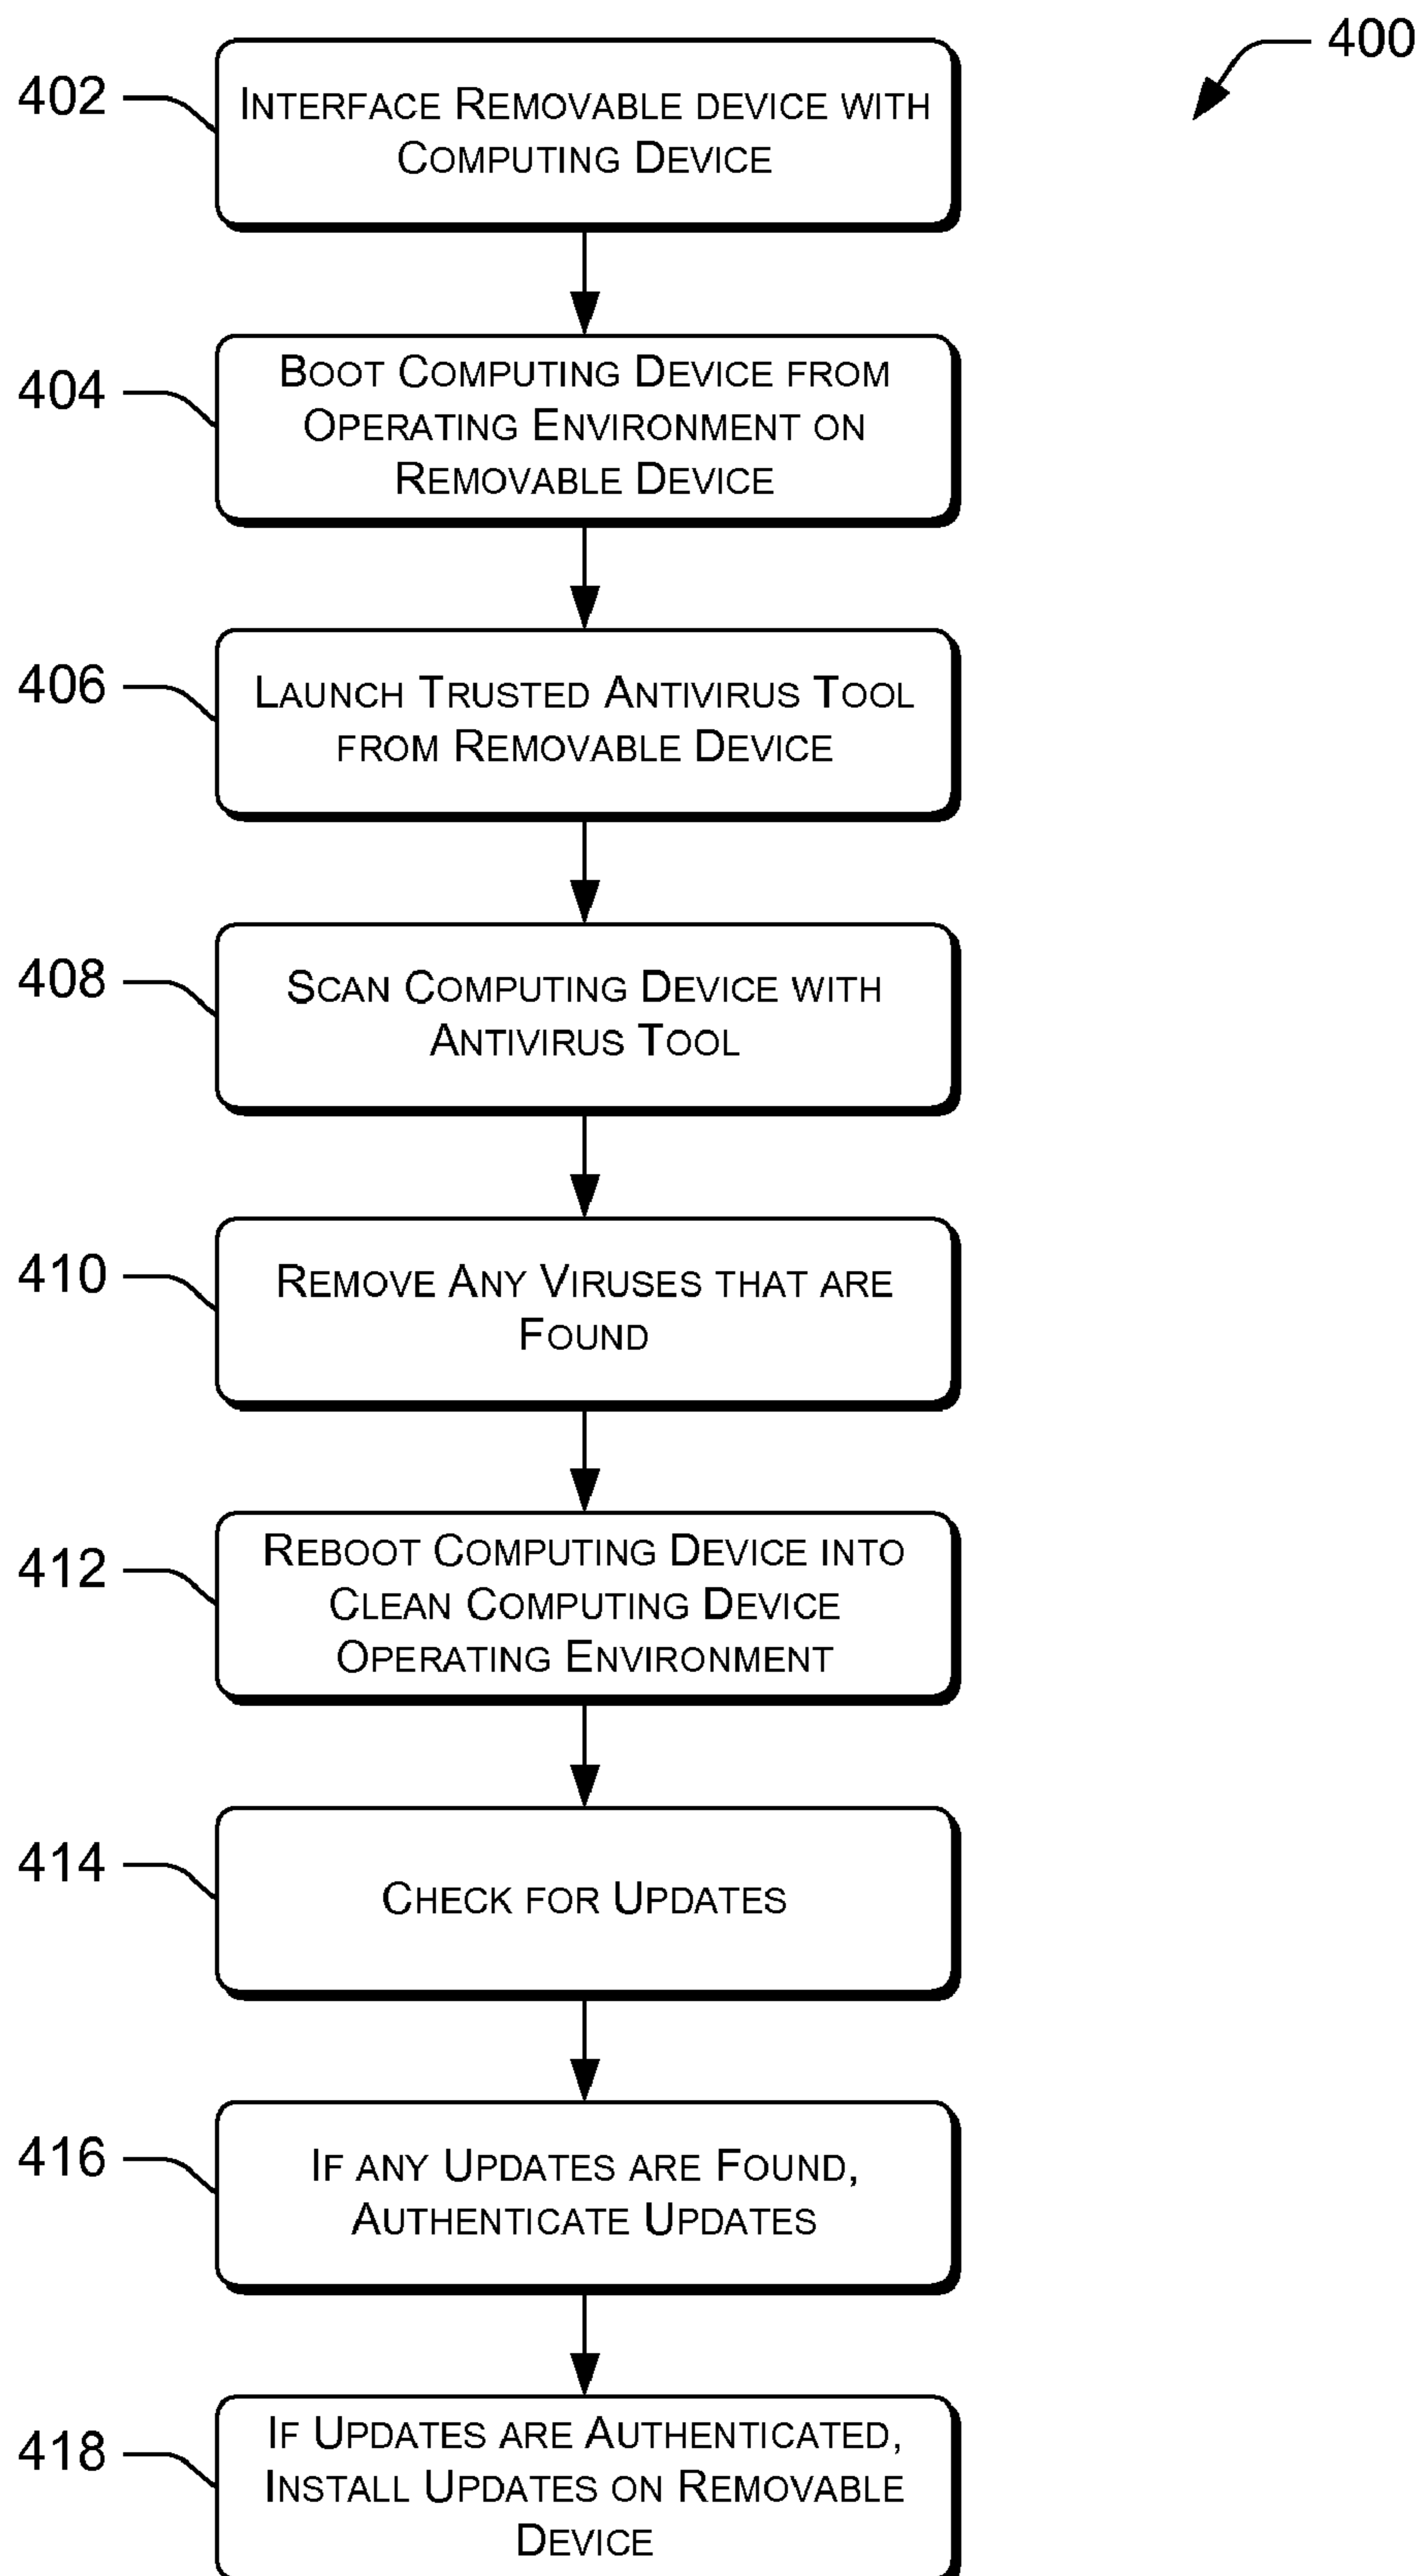 400
402
INTERFACE REMOVABLE DEVICE WITH
COMPUTING DEVICE
404
BOOT COMPUTING DEVICE FROM
OPERATING ENVIRONMENT ON
REMOVABLE DEVICE
406
LAUNCH TRUSTED ANTIVIRUS TOOL
FROM REMOVABLE DEVICE
408
SCAN COMPUTING DEVICE WITH
ANTIVIRUS TOOL
410
REMOVE ANY VIRUSES THAT ARE
FOUND
412
REBOOT COMPUTING DEVICE INTO
CLEAN COMPUTING DEVICE
OPERATING ENVIRONMENT
414
CHECK FOR UPDATES
416
IF ANY UPDATES ARE FOUND,
AUTHENTICATE UPDATES
418
IF UPDATES ARE AUTHENTICATED,
INSTALL UPDATES ON REMOVABLE
DEVICE